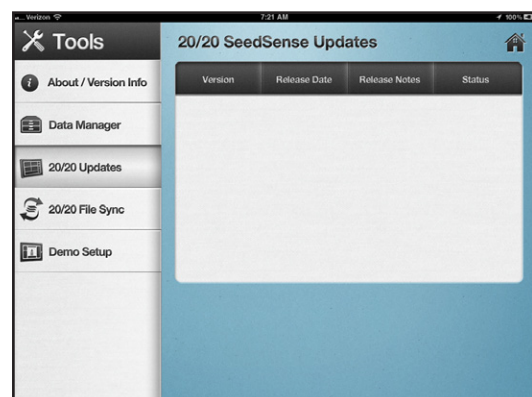 Verizon
7:21 AM
100%
Tools
20/20 SeedSense Updates
About / Version Info
Data Manager
20/20 Updates
20/20 File Sync
Demo Setup
Version Release Date Release Notes Status